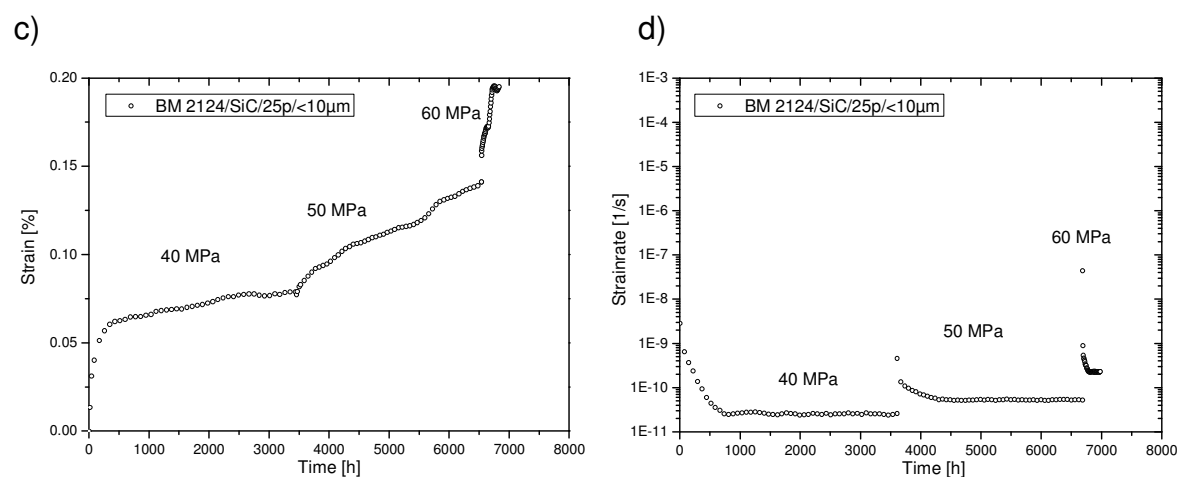 c)
0.20
0.15
0.10
0.05
0.00
Strain [%]
BM 2124/SiC/25p/<10µm
60 MPa
50 MPa
40 MPa
0 1000 2000 3000 4000 5000 6000 7000 8000
Time [h]
d)
1E-3
1E-4
1E-5
1E-6
1E-7
1E-8
1E-9
1E-10
1E-11
Strainrate [1/s]
BM 2124/SiC/25p/<10µm
60 MPa
50 MPa
40 MPa
0 1000 2000 3000 4000 5000 6000 7000 8000
Time [h]